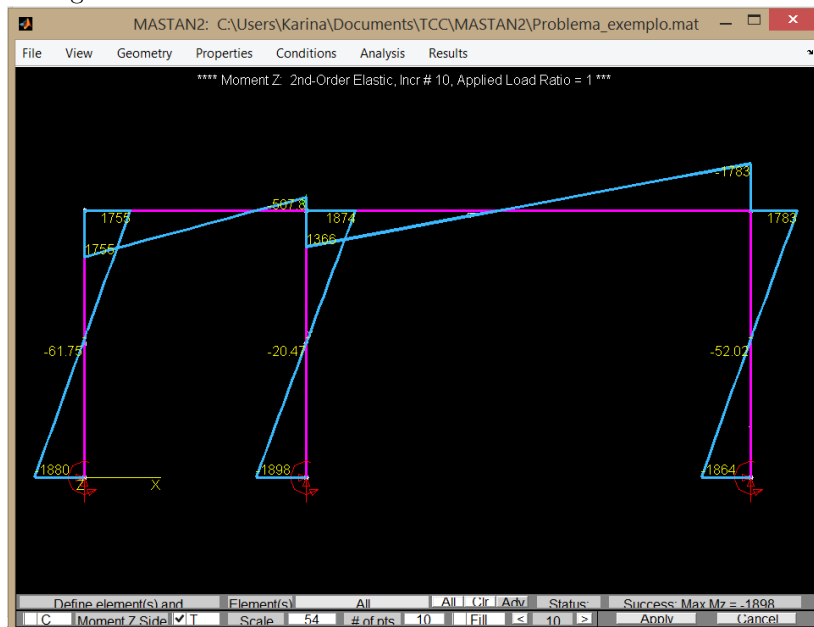 MASTAN2: C:\Users\Karina\Documents\TCC\MASTAN2\Problema_exemplo.mat
File View Geometry Properties Conditions Analysis Results
**** Moment Z: 2nd-Order Elastic, Incr # 10, Applied Load Ratio = 1 ***
-1783
-507.8
1755 1874 1783
1755 1366
-61.75 -20.47 -52.02
-1880 -1898 -1864
Z X
Define element(s) and Element(s) All All Clr Adv Status: Success: Max Mz = -1898
C Moment Z Side T Scale 54 # of pts 10 Fill < 10 > Apply Cancel